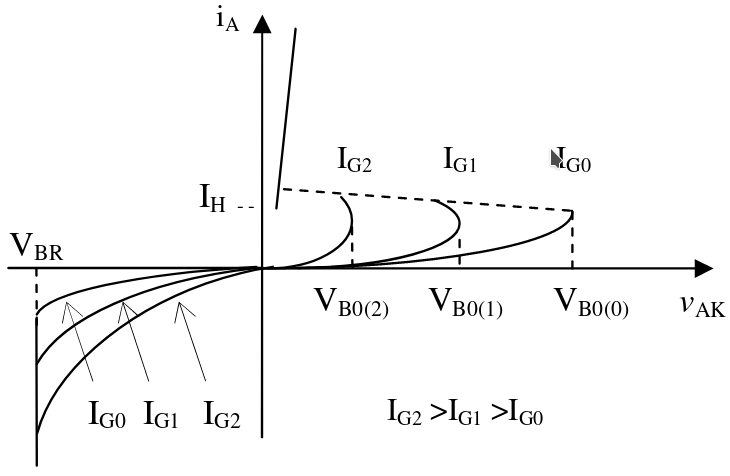 iA
IG2 IG1 IG0
IH
VBR
VB0(2) VB0(1) VB0(0) vAK
IG0 IG1 IG2
IG2 >IG1 >IG0